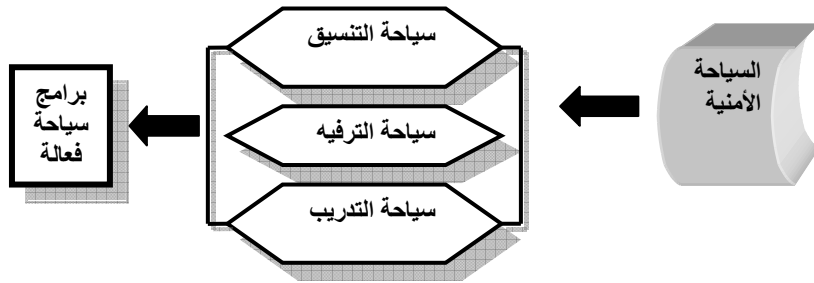 السياحة
الأمنية
سياحة التنسيق
سياحة الترفيه
سياحة التدريب
برامج
سياحة
فعالة